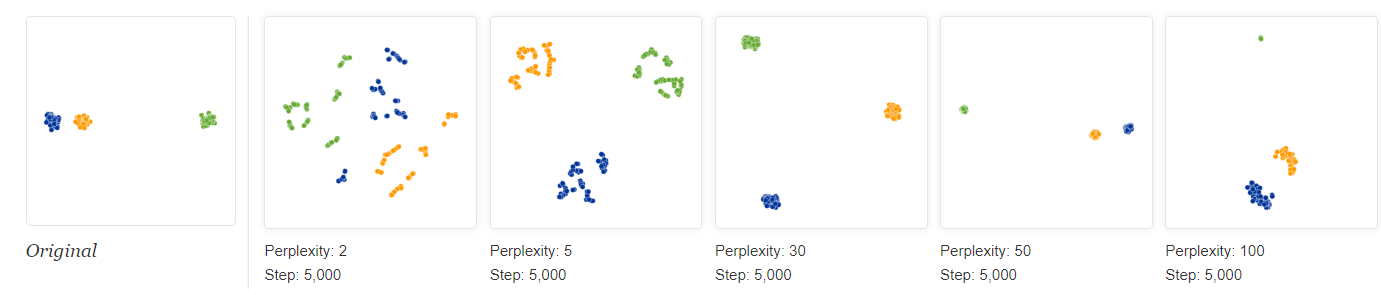 Original
Perplexity: 2
Step: 5,000
Perplexity: 5
Step: 5,000
Perplexity: 30
Step: 5,000
Perplexity: 50
Step: 5,000
Perplexity: 100
Step: 5,000